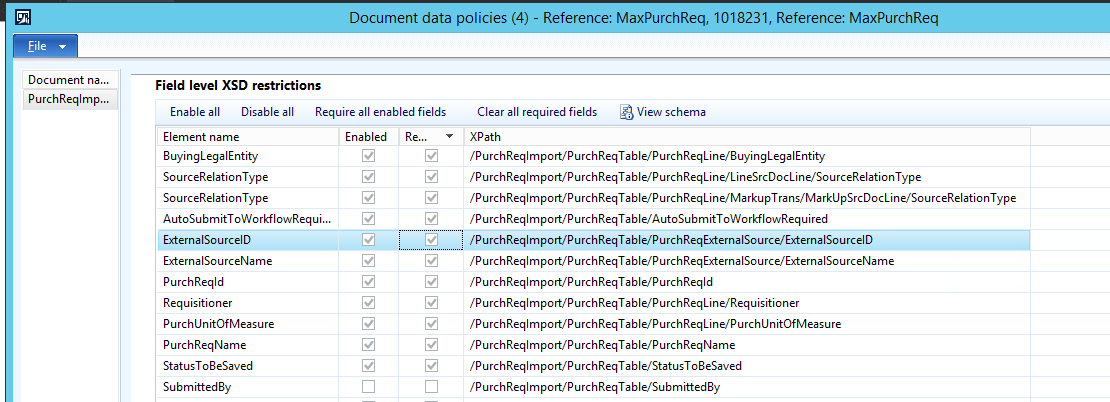 Document data policies (4) - Reference: MaxPurchReq, 1018231, Reference: MaxPurchReq
File
Document na...
PurchReqImp...
Field level XSD restrictions
Enable all Disable all Require all enabled fields Clear all required fields View schema
Element name Enabled Re... XPath
BuyingLegalEntity /PurchReqImport/PurchReqTable/PurchReqLine/BuyingLegalEntity
SourceRelationType /PurchReqImport/PurchReqTable/PurchReqLine/LineSrcDocLine/SourceRelationType
SourceRelationType /PurchReqImport/PurchReqTable/PurchReqLine/MarkupTrans/MarkUpSrcDocLine/SourceRelationType
AutoSubmitToWorkflowRequi... /PurchReqImport/PurchReqTable/AutoSubmitToWorkflowRequired
ExternalSourceID /PurchReqImport/PurchReqTable/PurchReqExternalSource/ExternalSourceID
ExternalSourceName /PurchReqImport/PurchReqTable/PurchReqExternalSource/ExternalSourceName
PurchReqId /PurchReqImport/PurchReqTable/PurchReqId
Requisitioner /PurchReqImport/PurchReqTable/PurchReqLine/Requisitioner
PurchUnitOfMeasure /PurchReqImport/PurchReqTable/PurchReqLine/PurchUnitOfMeasure
PurchReqName /PurchReqImport/PurchReqTable/PurchReqName
StatusToBeSaved /PurchReqImport/PurchReqTable/StatusToBeSaved
SubmittedBy /PurchReqImport/PurchReqTable/SubmittedBy